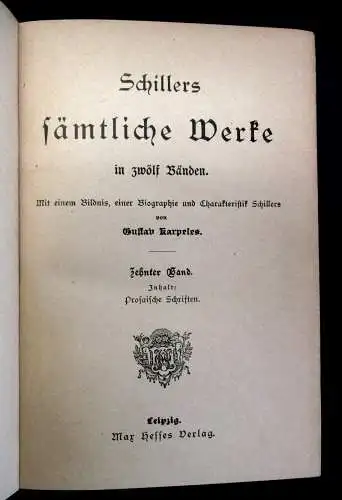 Schillers
sämtliche Werke
in zwölf Bänden.
Mit einem Bildnis, einer Biographie und Charakteristik Schillers
von
Gustav Karpeles.
Zehnter Band.
Inhalt:
Prosaische Schriften.
Leipzig.
Max Hesses Verlag.